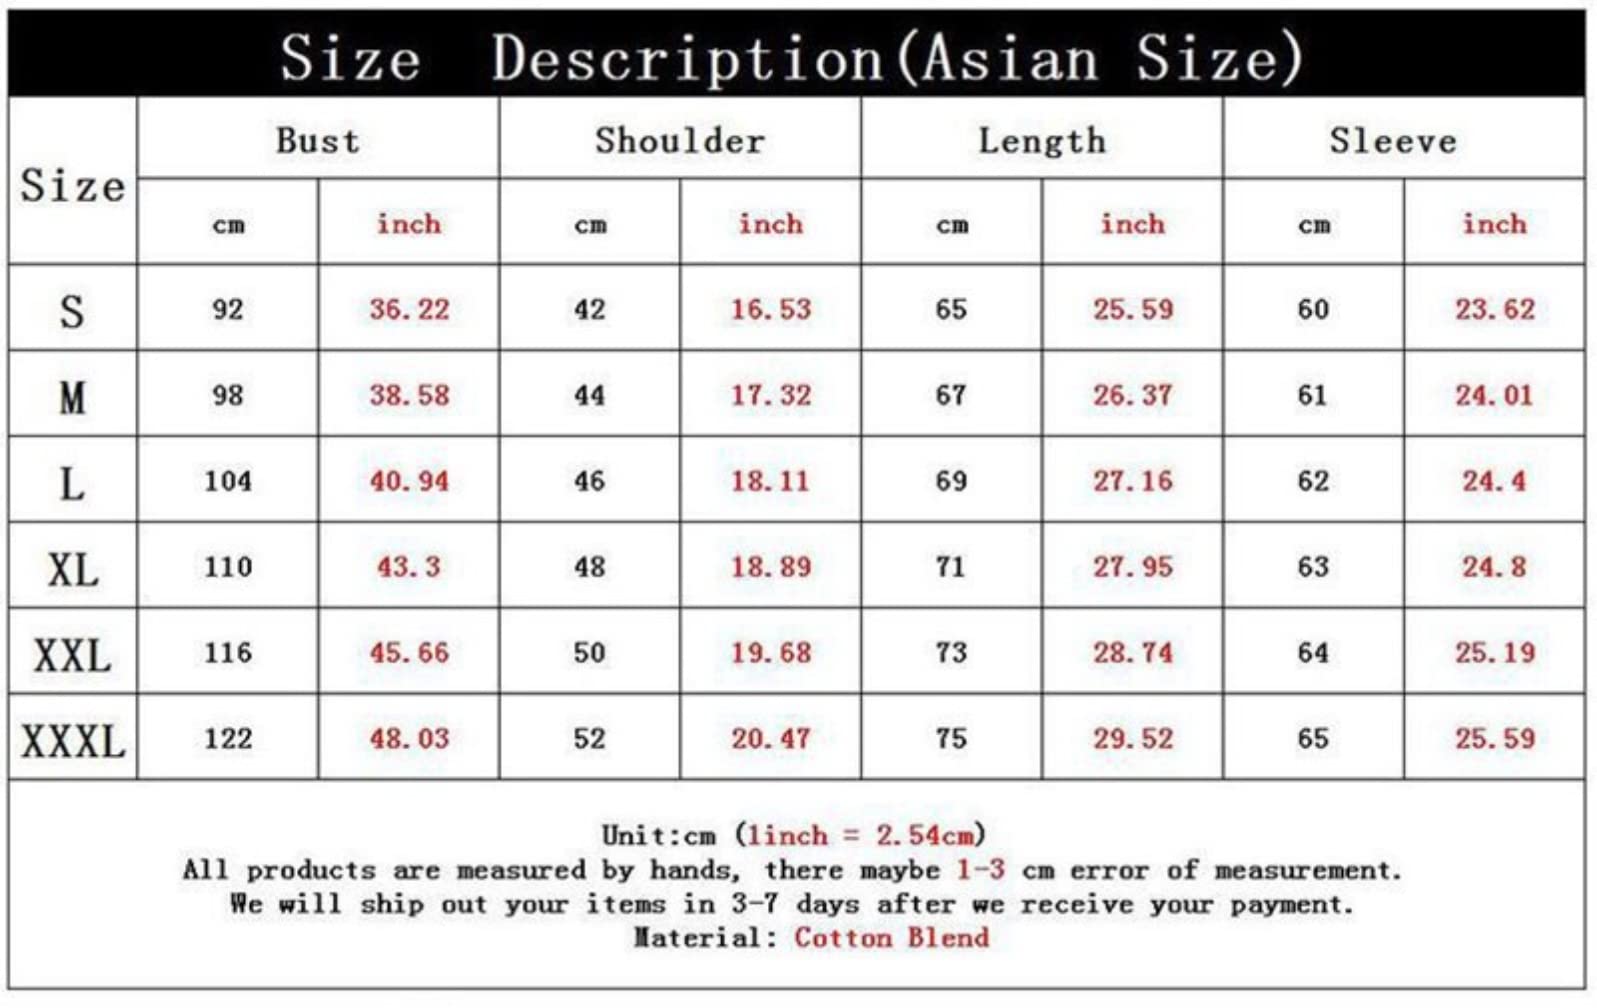 Size Description(Asian Size)
Size Bust Shoulder Length Sleeve
cm inch cm inch cm inch cm inch
S 92 36.22 42 16.53 65 25.59 60 23.62
M 98 38.58 44 17.32 67 26.37 61 24.01
L 104 40.94 46 18.11 69 27.16 62 24.4
XL 110 43.3 48 18.89 71 27.95 63 24.8
XXL 116 45.66 50 19.68 73 28.74 64 25.19
XXXL 122 48.03 52 20.47 75 29.52 65 25.59
Unit:cm (1inch = 2.54cm)
All products are measured by hands, there maybe 1-3 cm error of measurement.
We will ship out your items in 3-7 days after we receive your payment.
Material: Cotton Blend